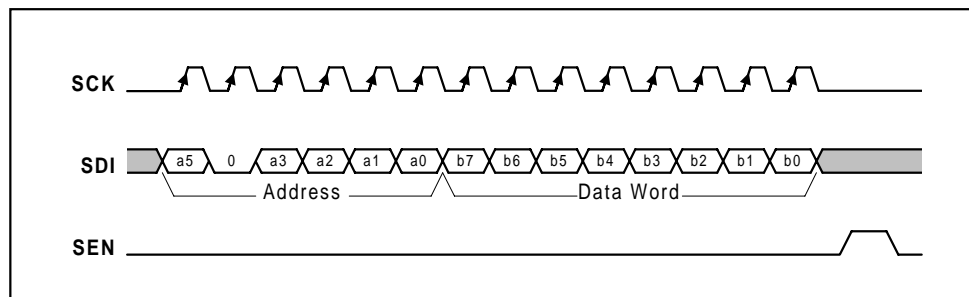 SCK
SDI a5 0 a3 a2 a1 a0 b7 b6 b5 b4 b3 b2 b1 b0
Address Data Word
SEN